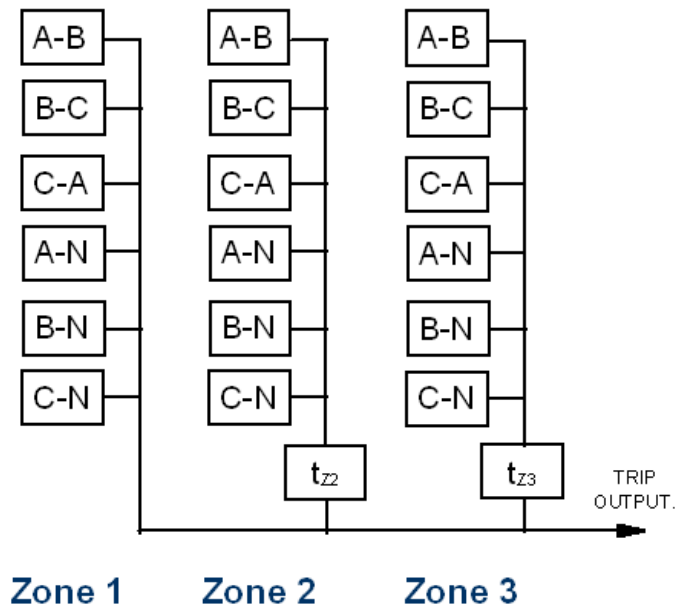 A-B A-B A-B
B-C B-C B-C
C-A C-A C-A
A-N A-N A-N
B-N B-N B-N
C-N C-N C-N
tZ2 tZ3
TRIP
OUTPUT.
Zone 1 Zone 2 Zone 3